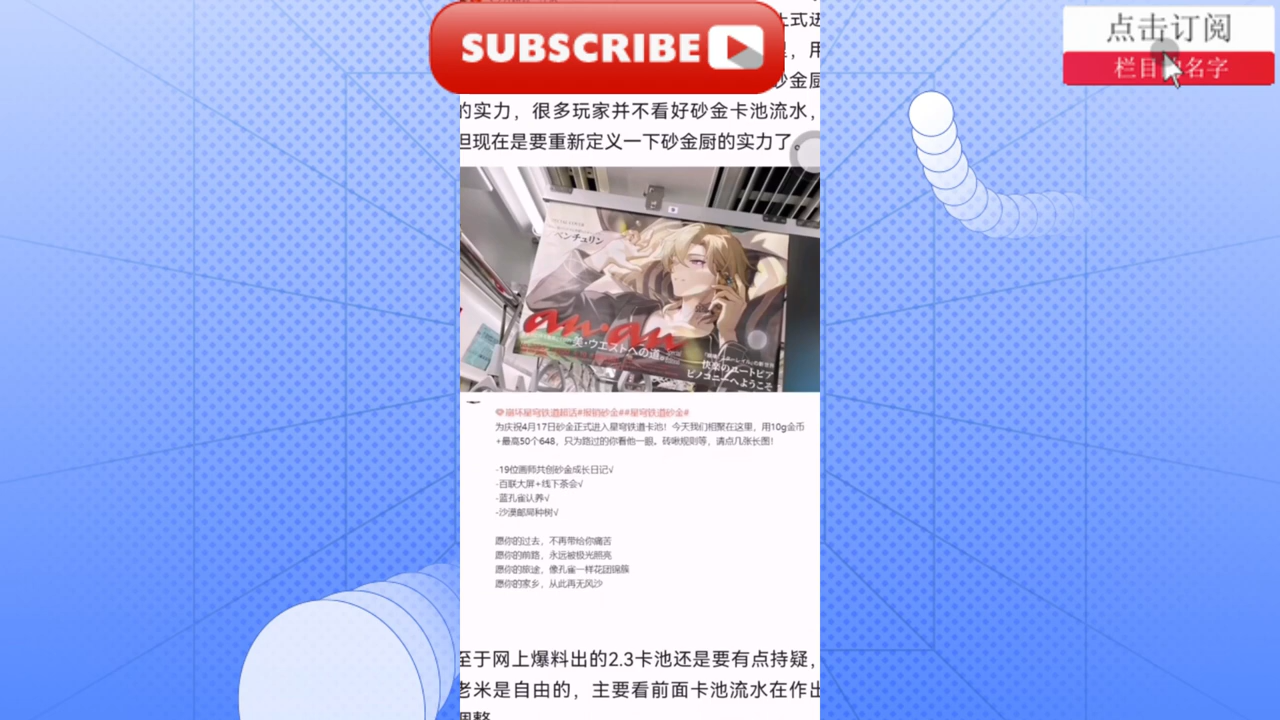 SUBSCRIBE
点击订阅
栏目的名字
的实力，很多玩家并不看好砂金卡池流水，
但现在是要重新定义一下砂金厨的实力了。
ベンチュリン
anan
美・ウエストへの道
快楽のユートピア
ピノコニーへようこそ
崩坏星穹铁道超话#报销砂金##星穹铁道砂金#
为庆祝4月17日砂金正式进入星穹铁道卡池！今天我们相聚在这里，用10g金币
+最高50个648，只为路过的你看他一眼。砖啾规则等，请点几张长图！
-19位画师共创砂金成长日记√
-百联大屏+线下茶会√
-蓝孔雀认养√
-沙漠邮局种树√
愿你的过去，不再带给你痛苦
愿你的前路，永远被极光照亮
愿你的旅途，像孔雀一样花团锦簇
愿你的家乡，从此再无风沙
至于网上爆料出的2.3卡池还是要有点持疑，
老米是自由的，主要看前面卡池流水在作出
调整